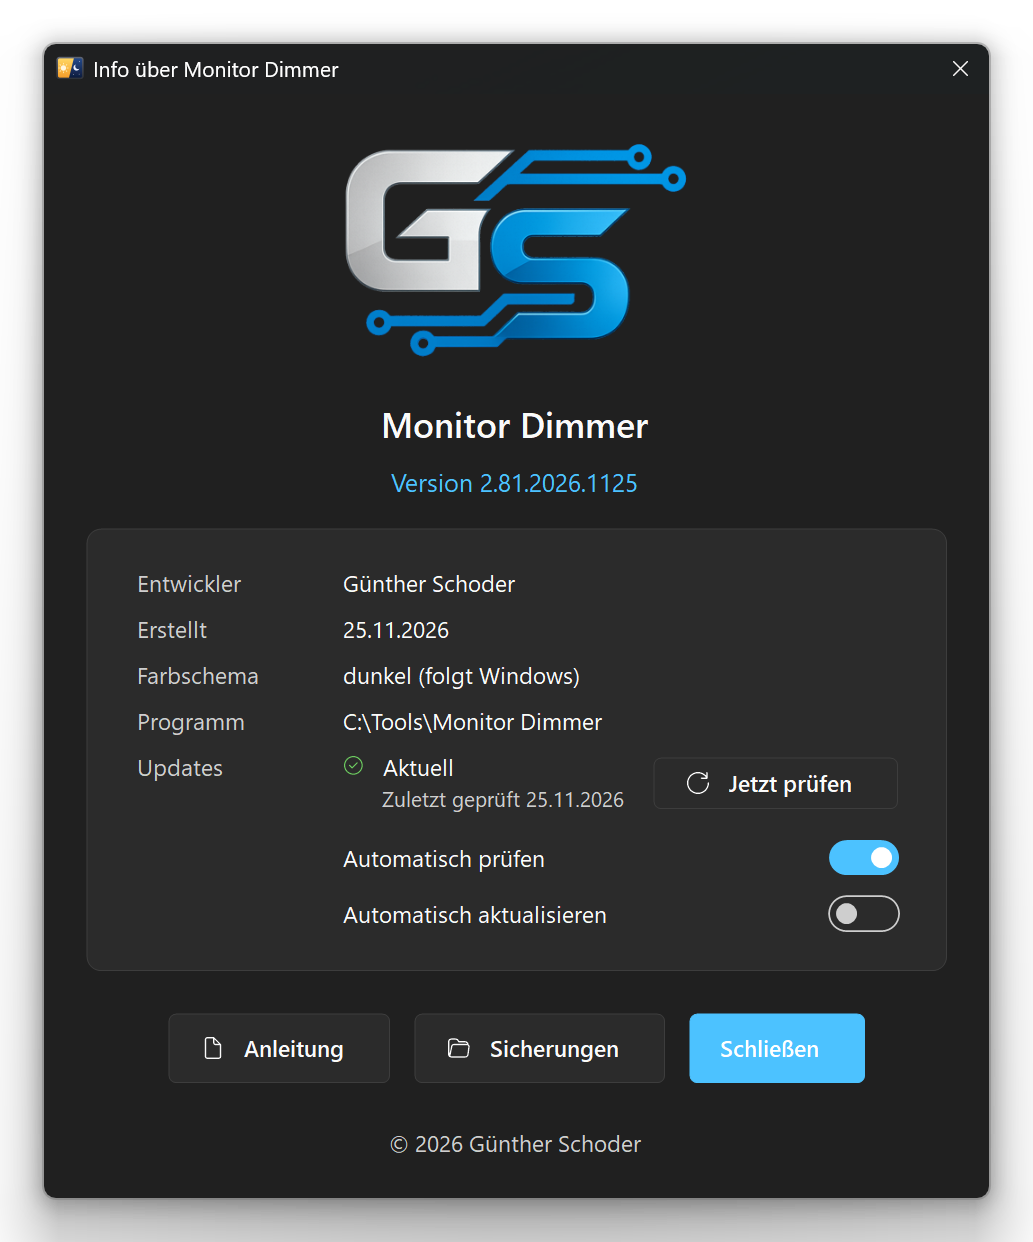 Info über Monitor Dimmer
GS
Monitor Dimmer
Version 2.81.2026.1125
Entwickler Günther Schoder
Erstellt 25.11.2026
Farbschema dunkel (folgt Windows)
Programm C:\Tools\Monitor Dimmer
Updates Aktuell
Zuletzt geprüft 25.11.2026
Jetzt prüfen
Automatisch prüfen
Automatisch aktualisieren
Anleitung Sicherungen Schließen
© 2026 Günther Schoder